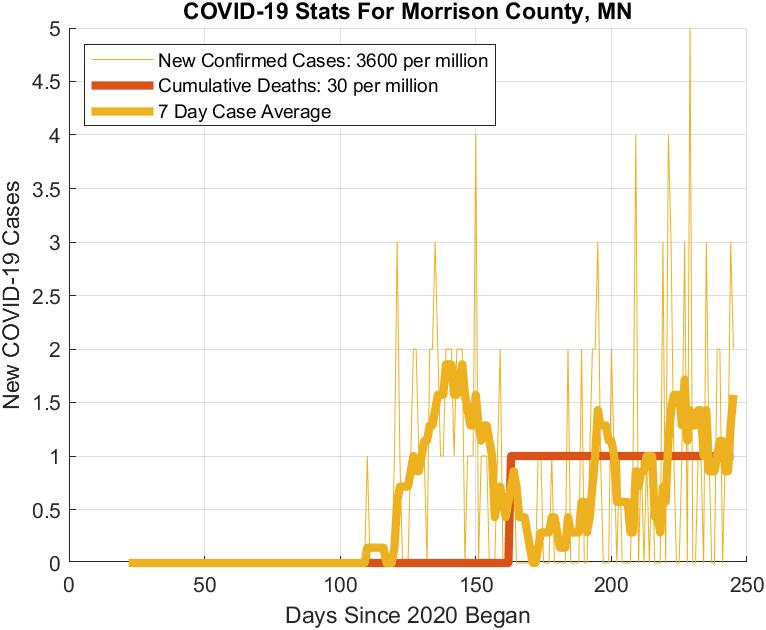 COVID-19 Stats For Morrison County, MN
New Confirmed Cases: 3600 per million
Cumulative Deaths: 30 per million
7 Day Case Average
5
4.5
4
3.5
3
2.5
2
1.5
1
0.5
0
New COVID-19 Cases
0 50 100 150 200 250
Days Since 2020 Began